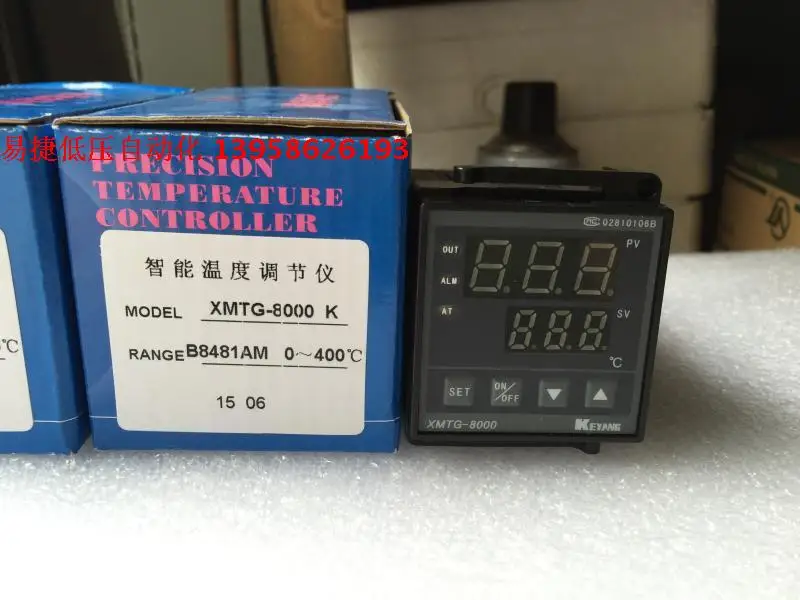 易捷低压自动化 13958626193
PRECISION
TEMPERATURE
CONTROLLER
智能温度调节仪
MODEL XMTG-8000 K
RANGE B8481AM 0～400℃
15 06
℃
02810106B
PV
OUT
ALM
AT
SV
℃
SET
ON/OFF
XMTG-8000
KEYANG